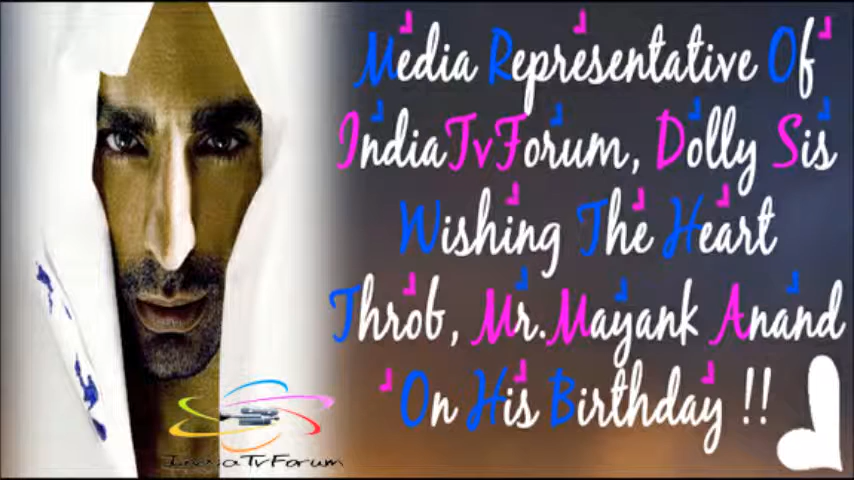 Media Representative Of
IndiaTvForum, Dolly Sis
Wishing The Heart
Throb, Mr.Mayank Anand
On His Birthday !!
IndiaTvForum